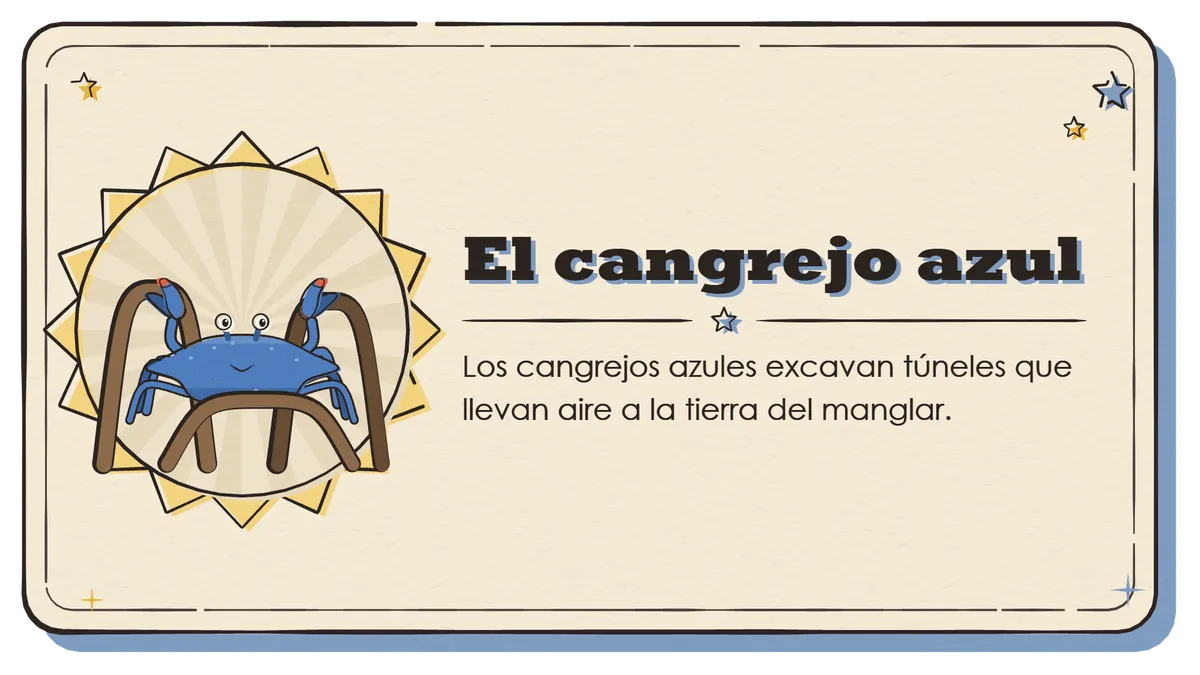 El cangrejo azul
Los cangrejos azules excavan túneles que
llevan aire a la tierra del manglar.